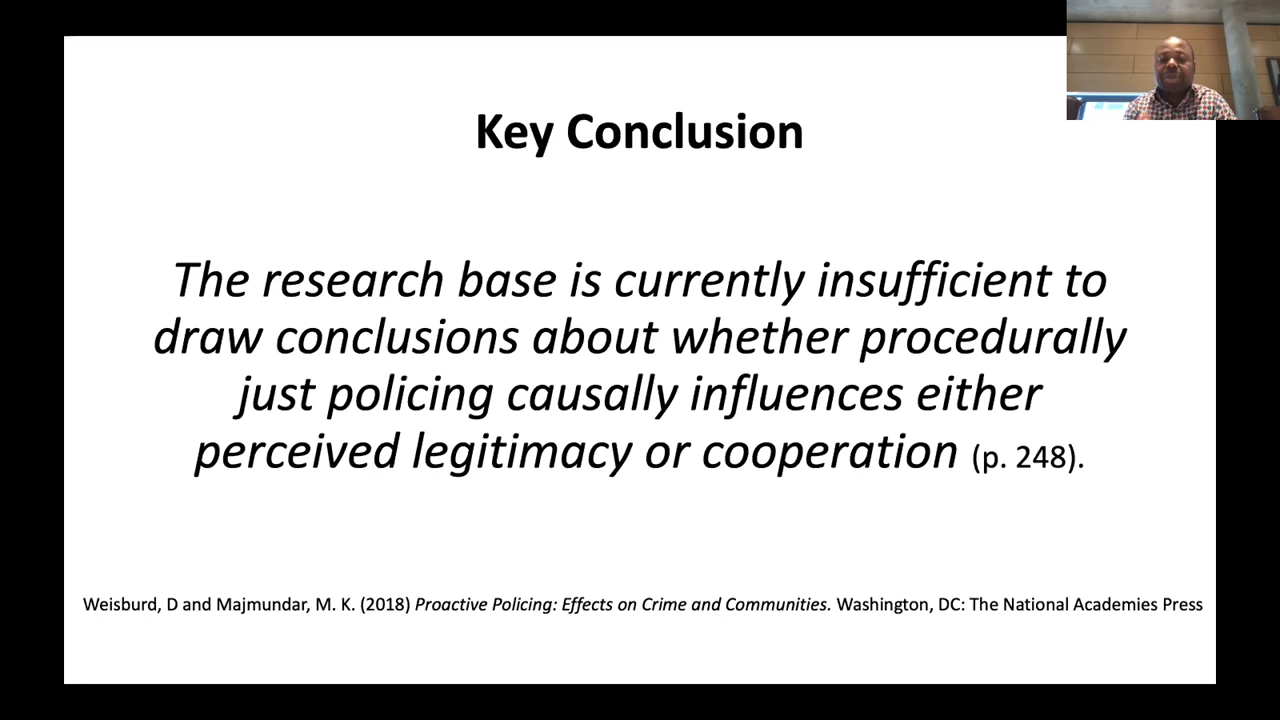 Key Conclusion
The research base is currently insufficient to
draw conclusions about whether procedurally
just policing causally influences either
perceived legitimacy or cooperation (p. 248).
Weisburd, D and Majmundar, M. K. (2018) Proactive Policing: Effects on Crime and Communities. Washington, DC: The National Academies Press